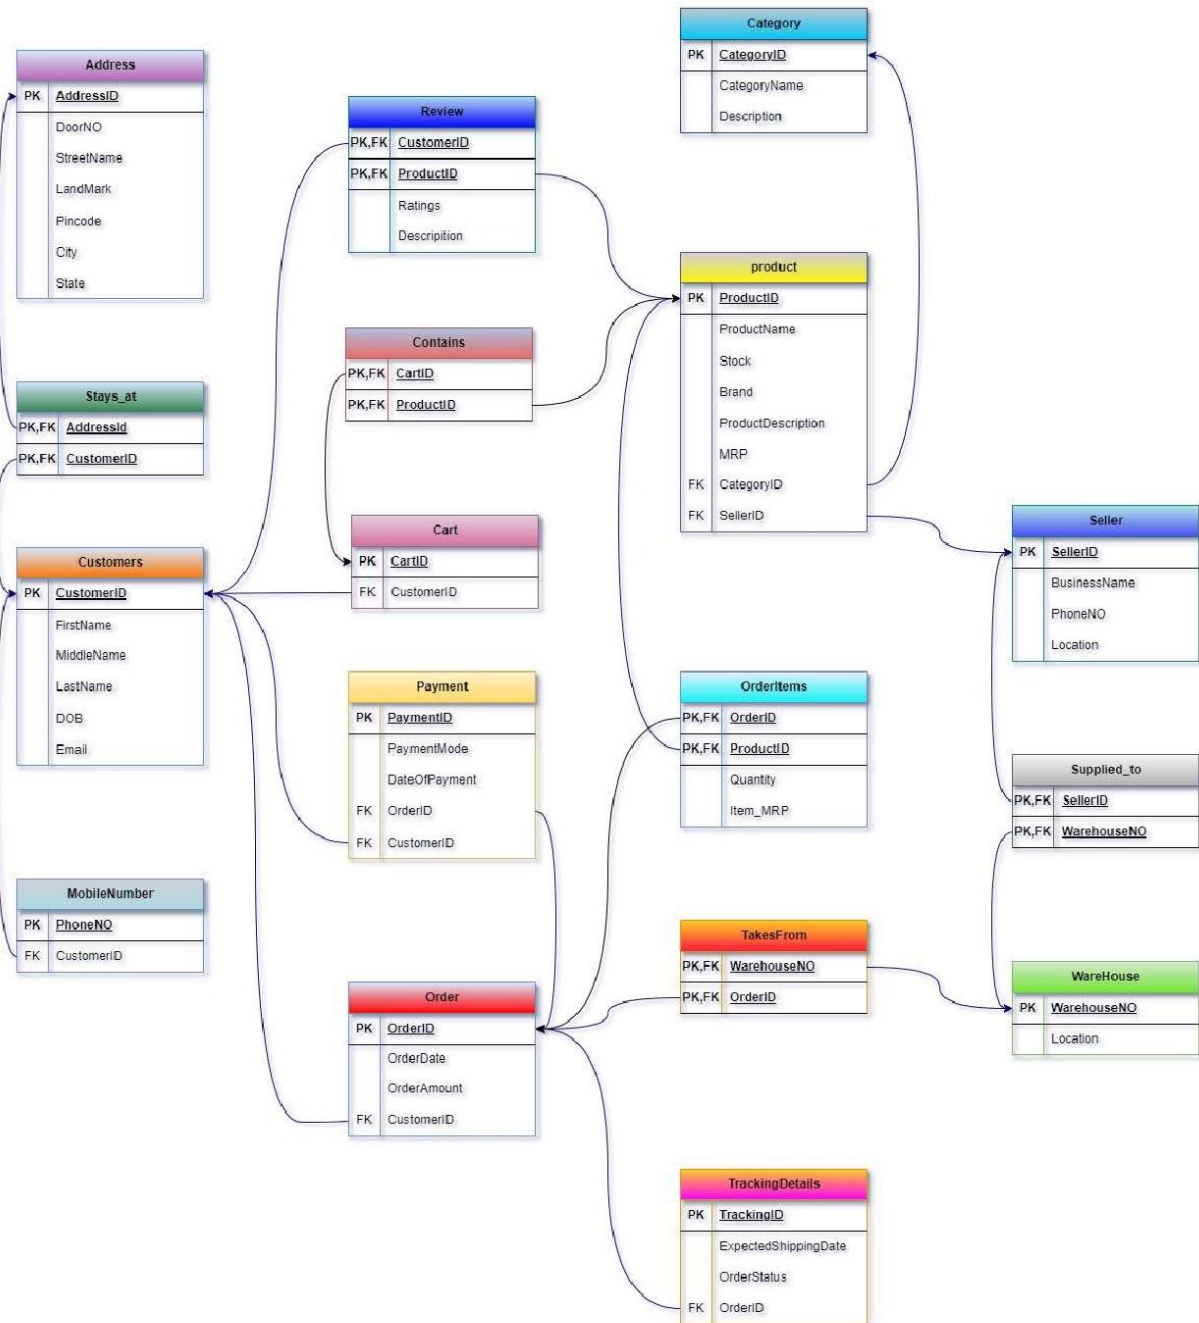 Address
PK AddressID
DoorNO
StreetName
LandMark
Pincode
City
State
Stays_at
PK,FK AddressId
PK,FK CustomerID
Customers
PK CustomerID
FirstName
MiddleName
LastName
DOB
Email
MobileNumber
PK PhoneNO
FK CustomerID
Review
PK,FK CustomerID
PK,FK ProductID
Ratings
Descripition
Contains
PK,FK CartID
PK,FK ProductID
Cart
PK CartID
FK CustomerID
Payment
PK PaymentID
PaymentMode
DateOfPayment
FK OrderID
FK CustomerID
Order
PK OrderID
OrderDate
OrderAmount
FK CustomerID
Category
PK CategoryID
CategoryName
Description
product
PK ProductID
ProductName
Stock
Brand
ProductDescription
MRP
FK CategoryID
FK SellerID
OrderItems
PK,FK OrderID
PK,FK ProductID
Quantity
Item_MRP
TakesFrom
PK,FK WarehouseNO
PK,FK OrderID
TrackingDetails
PK TrackingID
ExpectedShippingDate
OrderStatus
FK OrderID
Seller
PK SellerID
BusinessName
PhoneNO
Location
Supplied_to
PK,FK SellerID
PK,FK WarehouseNO
WareHouse
PK WarehouseNO
Location